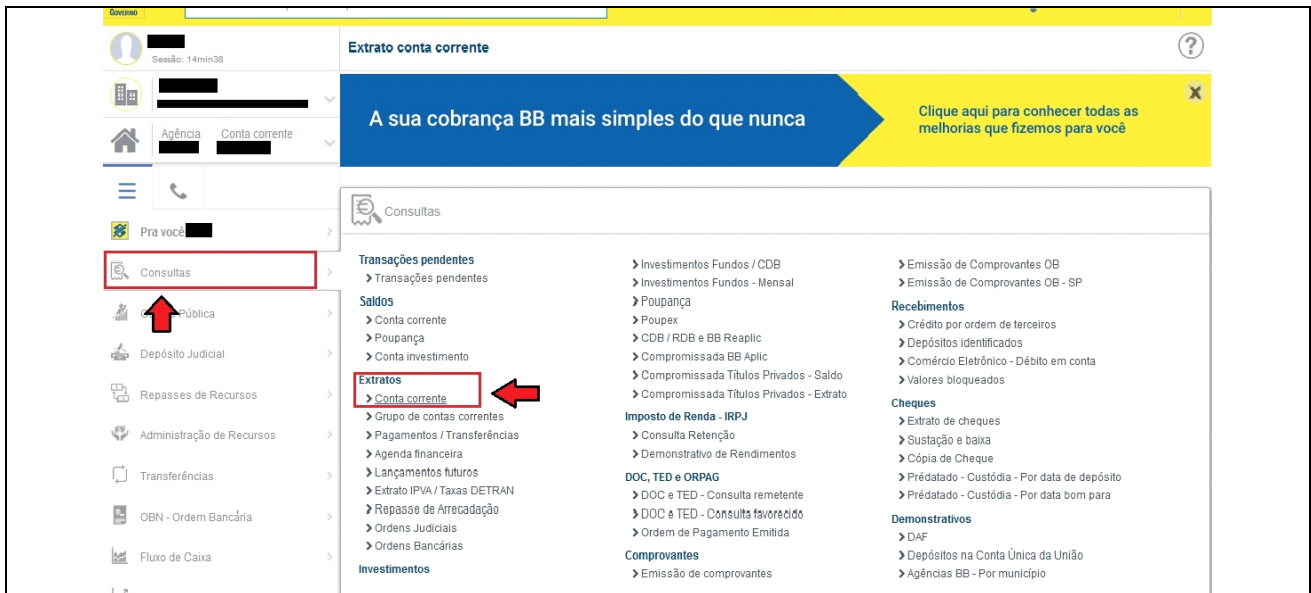 GOVERNO
Sessão: 14min38
Extrato conta corrente
?
Agência Conta corrente
A sua cobrança BB mais simples do que nunca
Clique aqui para conhecer todas as
melhorias que fizemos para você
X
Pra você
Consultas
Pública
Depósito Judicial
Repasses de Recursos
Administração de Recursos
Transferências
OBN - Ordem Bancária
Fluxo de Caixa
Consultas
Transações pendentes
Transações pendentes
Saldos
Conta corrente
Poupança
Conta investimento
Extratos
Conta corrente
Grupo de contas correntes
Pagamentos / Transferências
Agenda financeira
Lançamentos futuros
Extrato IPVA / Taxas DETRAN
Repasse de Arrecadação
Ordens Judiciais
Ordens Bancárias
Investimentos
Investimentos Fundos / CDB
Investimentos Fundos - Mensal
Poupança
Poupex
CDB / RDB e BB Reaplic
Compromissada BB Aplic
Compromissada Títulos Privados - Saldo
Compromissada Títulos Privados - Extrato
Imposto de Renda - IRPJ
Consulta Retenção
Demonstrativo de Rendimentos
DOC, TED e ORPAG
DOC e TED - Consulta remetente
DOC e TED - Consulta favorecido
Ordem de Pagamento Emitida
Comprovantes
Emissão de comprovantes
Emissão de Comprovantes OB
Emissão de Comprovantes OB - SP
Recebimentos
Crédito por ordem de terceiros
Depósitos identificados
Comércio Eletrônico - Débito em conta
Valores bloqueados
Cheques
Extrato de cheques
Sustação e baixa
Cópia de Cheque
Prédatado - Custódia - Por data de depósito
Prédatado - Custódia - Por data bom para
Demonstrativos
DAF
Depósitos na Conta Única da União
Agências BB - Por município